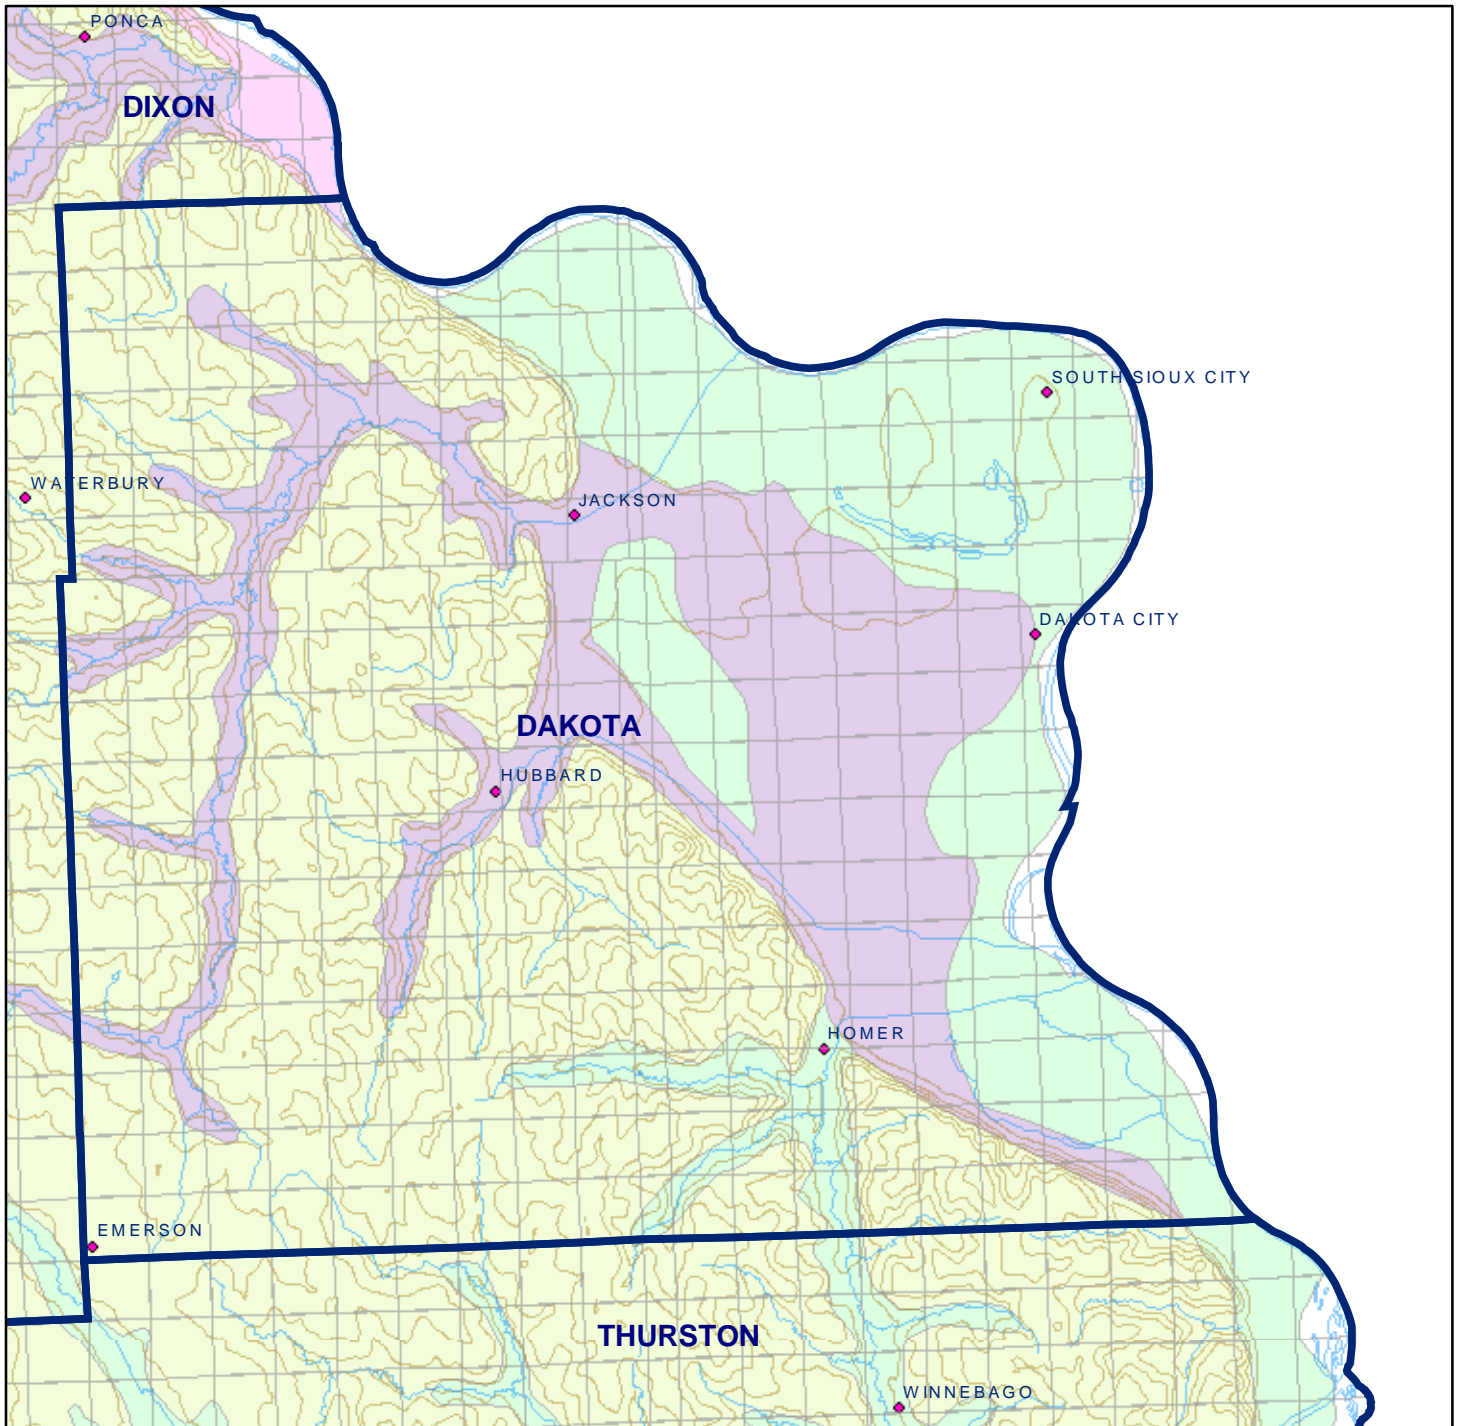 PONCA
DIXON
SOUTH SIOUX CITY
WATERBURY
JACKSON
DAKOTA CITY
DAKOTA
HUBBARD
HOMER
EMERSON
THURSTON
WINNEBAGO